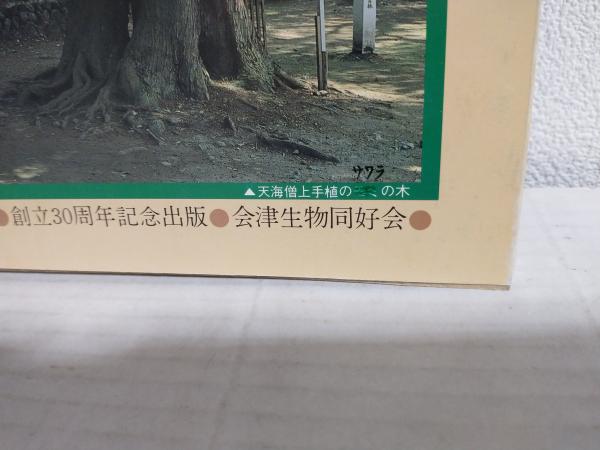 サワラ
▲天海僧上手植の の木
●創立30周年記念出版●会津生物同好会●